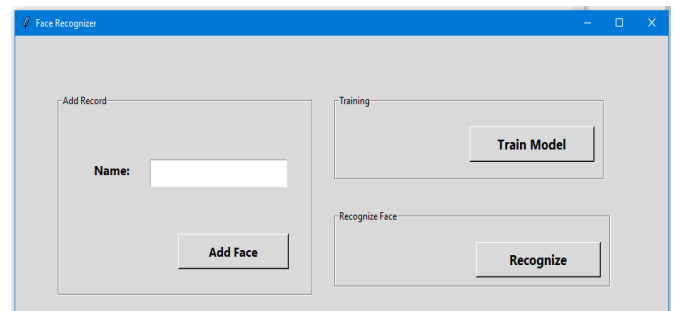 Face Recognizer
Add Record
Name:
Add Face
Training
Train Model
Recognize Face
Recognize